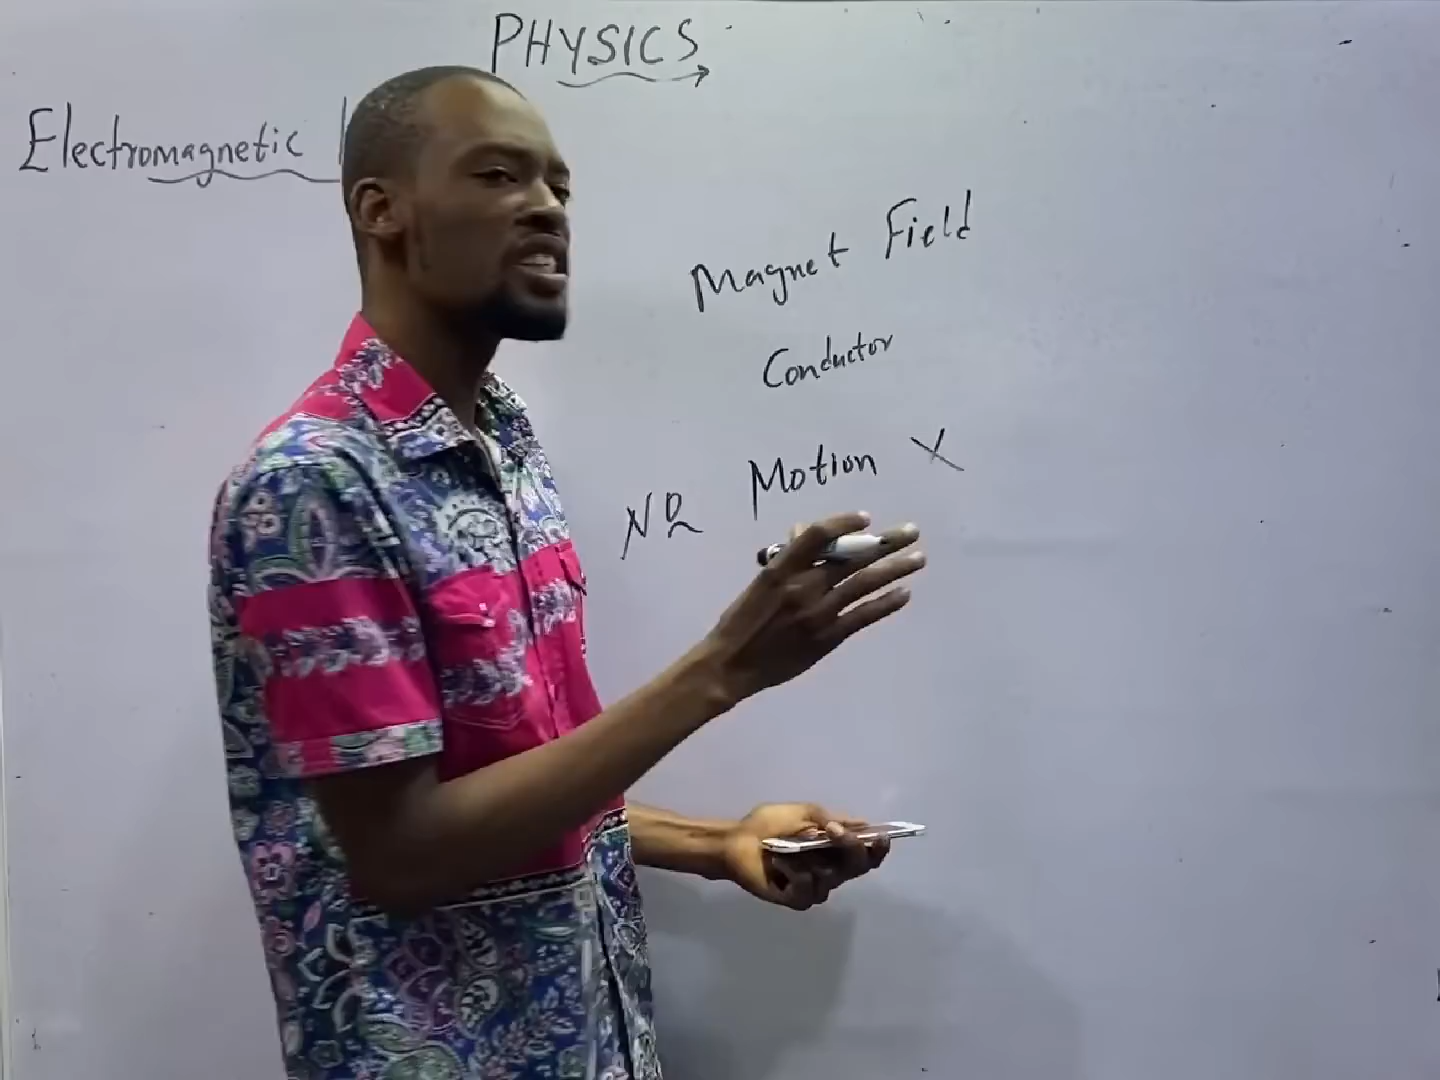 PHYSICS
Electromagnetic
Magnet Field
Conductor
NO Motion X